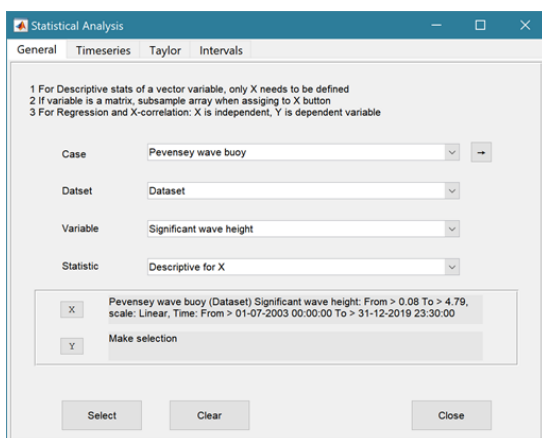 Statistical Analysis
General Timeseries Taylor Intervals
1 For Descriptive stats of a vector variable, only X needs to be defined
2 If variable is a matrix, subsample array when assiging to X button
3 For Regression and X-correlation: X is independent, Y is dependent variable
Case Pevensey wave buoy →
Datset Dataset
Variable Significant wave height
Statistic Descriptive for X
X Pevensey wave buoy (Dataset) Significant wave height: From > 0.08 To > 4.79,
scale: Linear, Time: From > 01-07-2003 00:00:00 To > 31-12-2019 23:30:00
Y Make selection
Select Clear Close